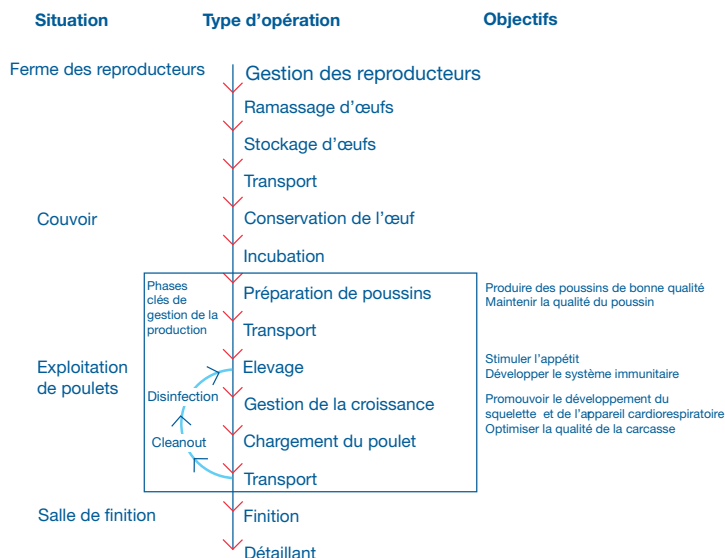 Situation
Type d'opération
Objectifs
Ferme des reproducteurs
Gestion des reproducteurs
Ramassage d'œufs
Stockage d'œufs
Transport
Couvoir
Conservation de l'œuf
Incubation
Phases
clés de
gestion de la
production
Préparation de poussins
Produire des poussins de bonne qualité
Maintenir la qualité du poussin
Transport
Exploitation
de poulets
Elevage
Stimuler l'appétit
Développer le système immunitaire
Disinfection
Gestion de la croissance
Promouvoir le développement du
squelette et de l'appareil cardiorespiratoire
Optimiser la qualité de la carcasse
Cleanout
Chargement du poulet
Transport
Salle de finition
Finition
Détaillant